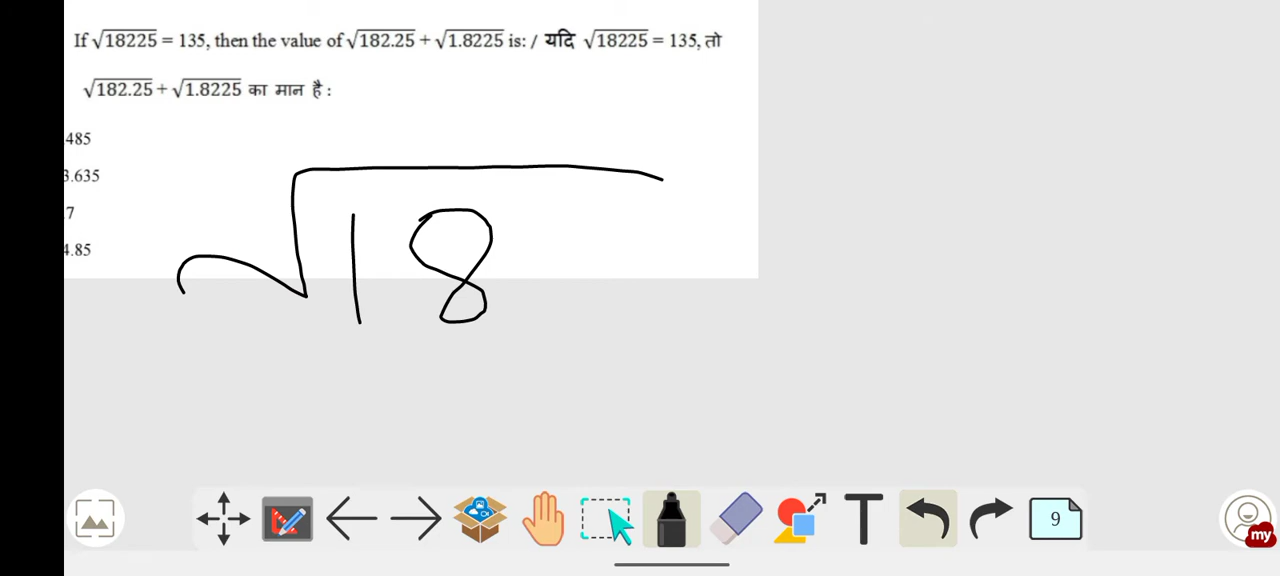 If √18225 = 135, then the value of √182.25 + √1.8225 is: / यदि √18225 = 135, तो
√182.25 + √1.8225 का मान है :
485
3.635
.7
4.85
√18
T
9
my